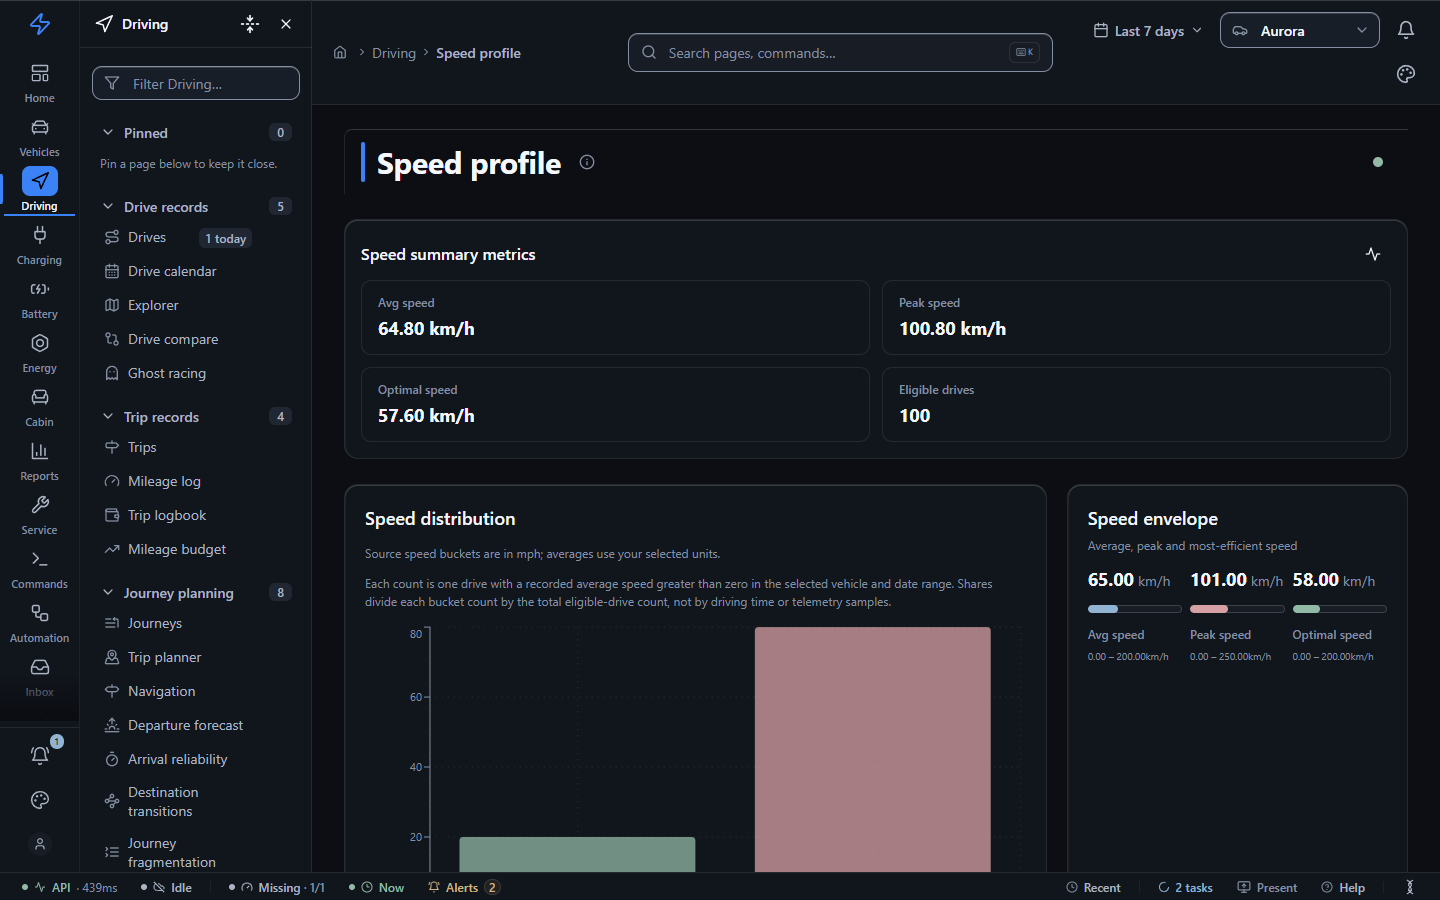 Home
Vehicles
Driving
Charging
Battery
Energy
Cabin
Reports
Service
Commands
Automation
Inbox
1
Driving
Filter Driving...
Pinned 0
Pin a page below to keep it close.
Drive records 5
Drives 1 today
Drive calendar
Explorer
Drive compare
Ghost racing
Trip records 4
Trips
Mileage log
Trip logbook
Mileage budget
Journey planning 8
Journeys
Trip planner
Navigation
Departure forecast
Arrival reliability
Destination
transitions
Journey
fragmentation
Driving Speed profile
Search pages, commands... K
Last 7 days
Aurora
Speed profile
Speed summary metrics
Avg speed
64.80 km/h
Peak speed
100.80 km/h
Optimal speed
57.60 km/h
Eligible drives
100
Speed distribution
Source speed buckets are in mph; averages use your selected units.
Each count is one drive with a recorded average speed greater than zero in the selected vehicle and date range. Shares
divide each bucket count by the total eligible-drive count, not by driving time or telemetry samples.
80
60
40
20
Speed envelope
Average, peak and most-efficient speed
65.00 km/h 101.00 km/h 58.00 km/h
Avg speed Peak speed Optimal speed
0.00 – 200.00km/h 0.00 – 250.00km/h 0.00 – 200.00km/h
API · 439ms Idle Missing · 1/1 Now Alerts 2 Recent 2 tasks Present Help